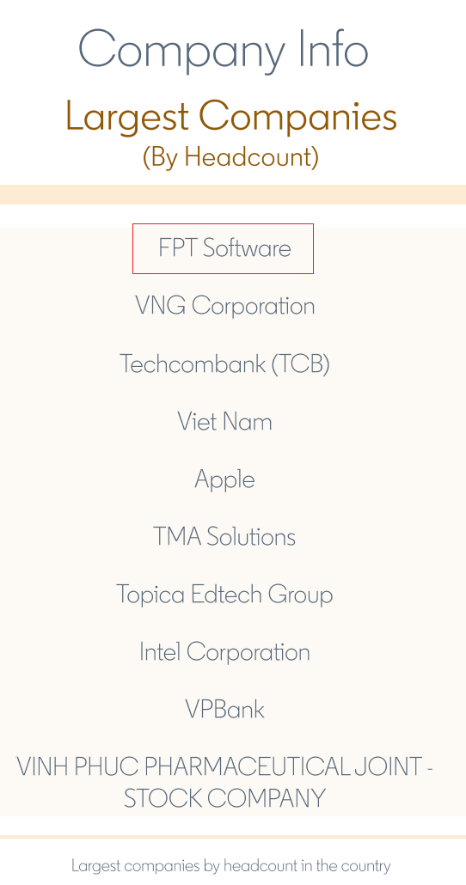 Company Info
Largest Companies
(By Headcount)
FPT Software
VNG Corporation
Techcombank (TCB)
Viet Nam
Apple
TMA Solutions
Topica Edtech Group
Intel Corporation
VPBank
VINH PHUC PHARMACEUTICAL JOINT -
STOCK COMPANY
Largest companies by headcount in the country